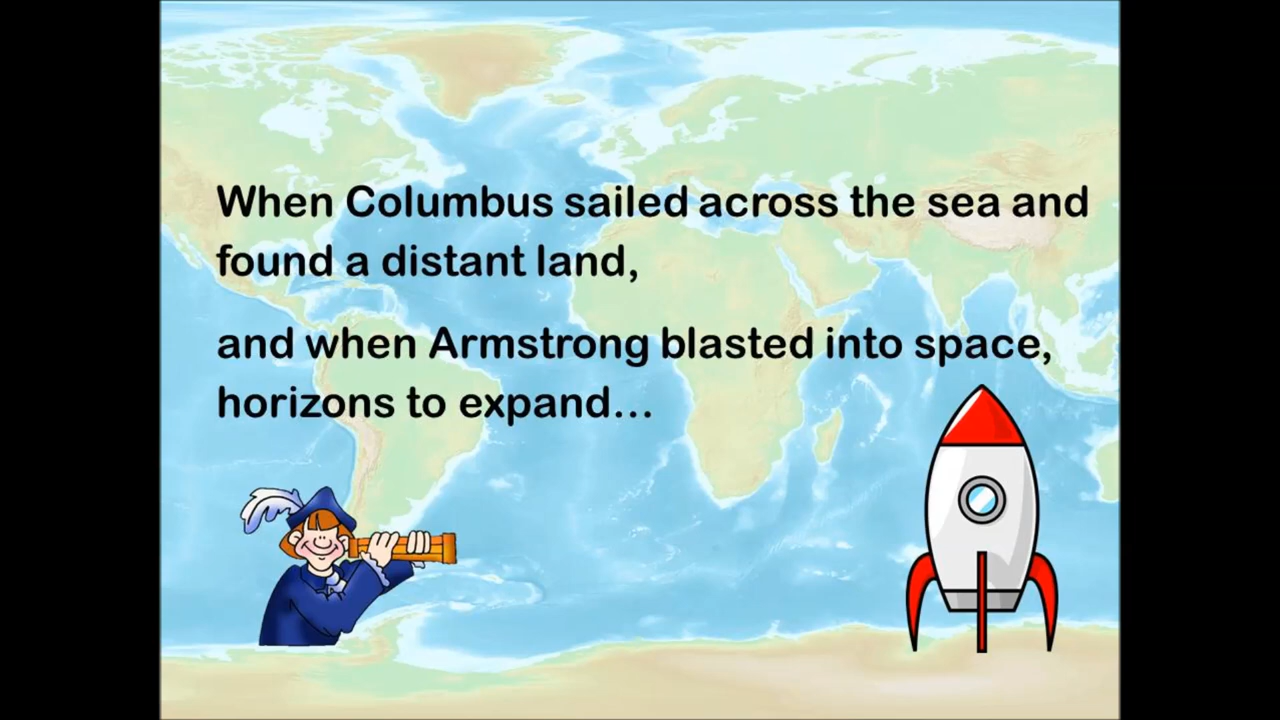 When Columbus sailed across the sea and
found a distant land,
and when Armstrong blasted into space,
horizons to expand…